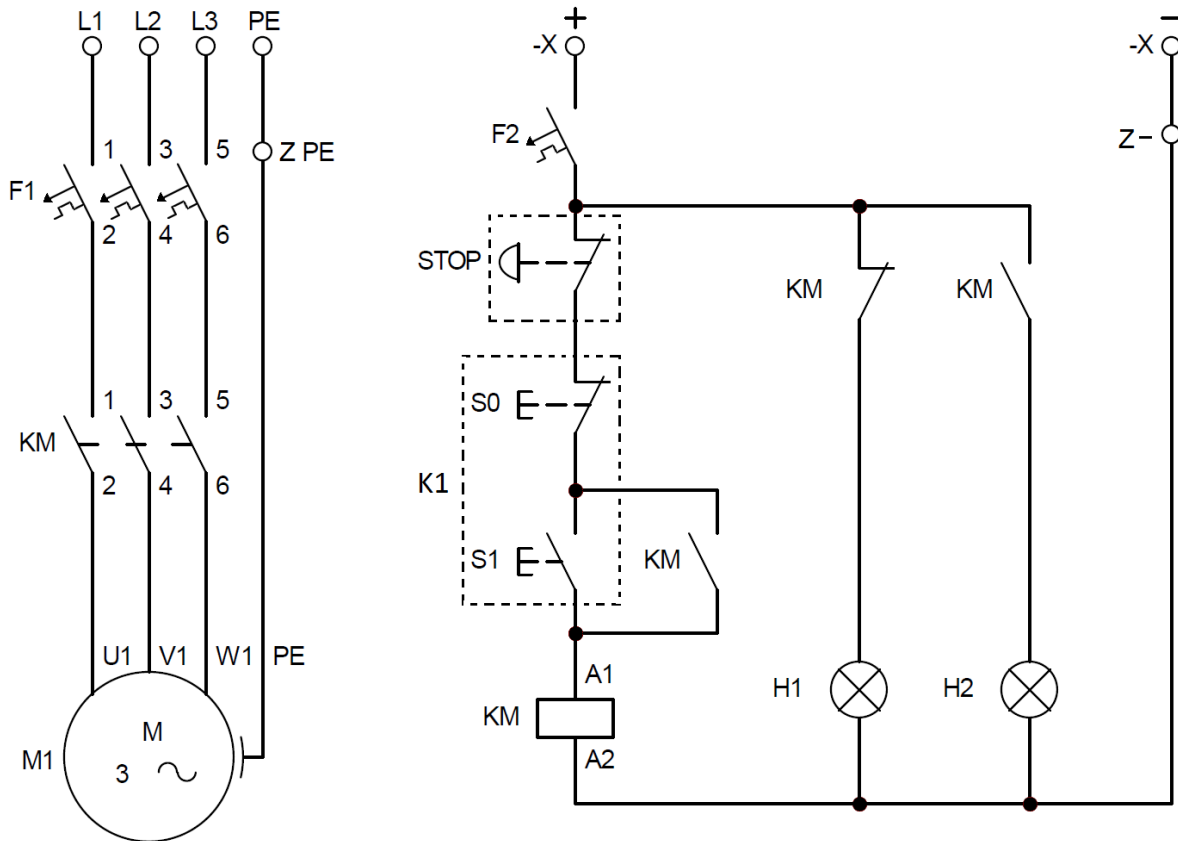 L1 L2 L3 PE + −
-X -X
F2 Z −
1 3 5 Z PE
F1
2 4 6
STOP
KM KM
1 3 5 S0
KM
2 4 6 K1
S1 KM
U1 V1 W1 PE A1 H1 H2
M KM
M1 3 ~ A2